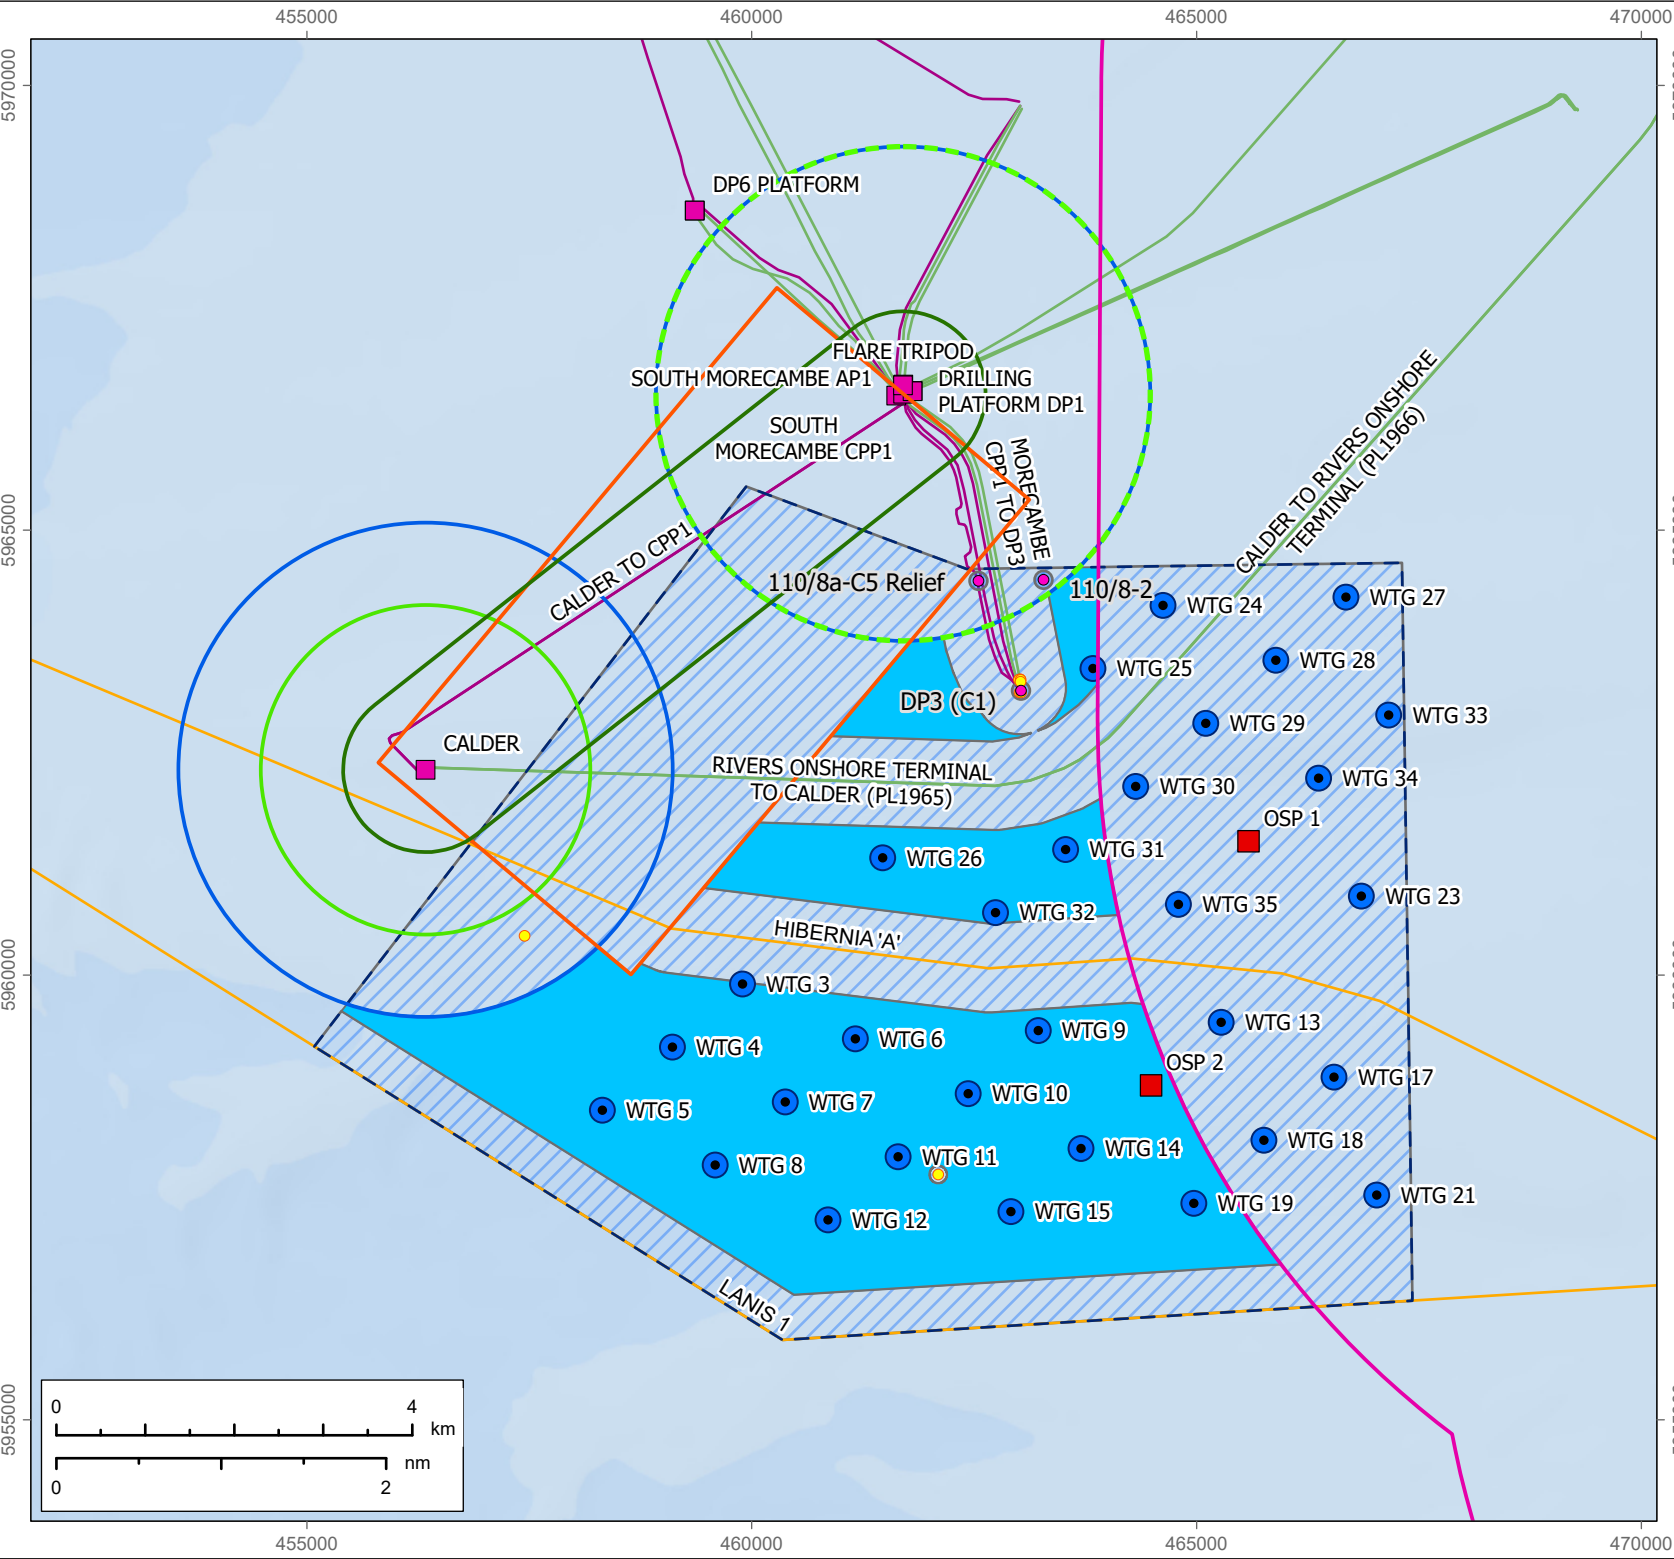 455000
460000
465000
470000
5970000
5965000
5960000
5955000
DP6 PLATFORM
FLARE TRIPOD
SOUTH MORECAMBE AP1
DRILLING
PLATFORM DP1
SOUTH
MORECAMBE CPP1
MORECAMBE
CPP1 TO DP3
CALDER TO RIVERS ONSHORE
TERMINAL (PL1966)
CALDER TO CPP1
110/8a-C5 Relief
110/8-2
WTG 24
WTG 27
WTG 25
WTG 28
DP3 (C1)
WTG 29
WTG 33
CALDER
RIVERS ONSHORE TERMINAL
TO CALDER (PL1965)
WTG 30
WTG 34
OSP 1
WTG 26
WTG 31
WTG 35
WTG 23
WTG 32
HIBERNIA 'A'
WTG 3
WTG 4
WTG 6
WTG 9
WTG 13
OSP 2
WTG 17
WTG 5
WTG 7
WTG 10
WTG 8
WTG 11
WTG 14
WTG 18
WTG 12
WTG 15
WTG 19
WTG 21
LANIS 1
0
4
km
nm
0
2
455000
460000
465000
470000